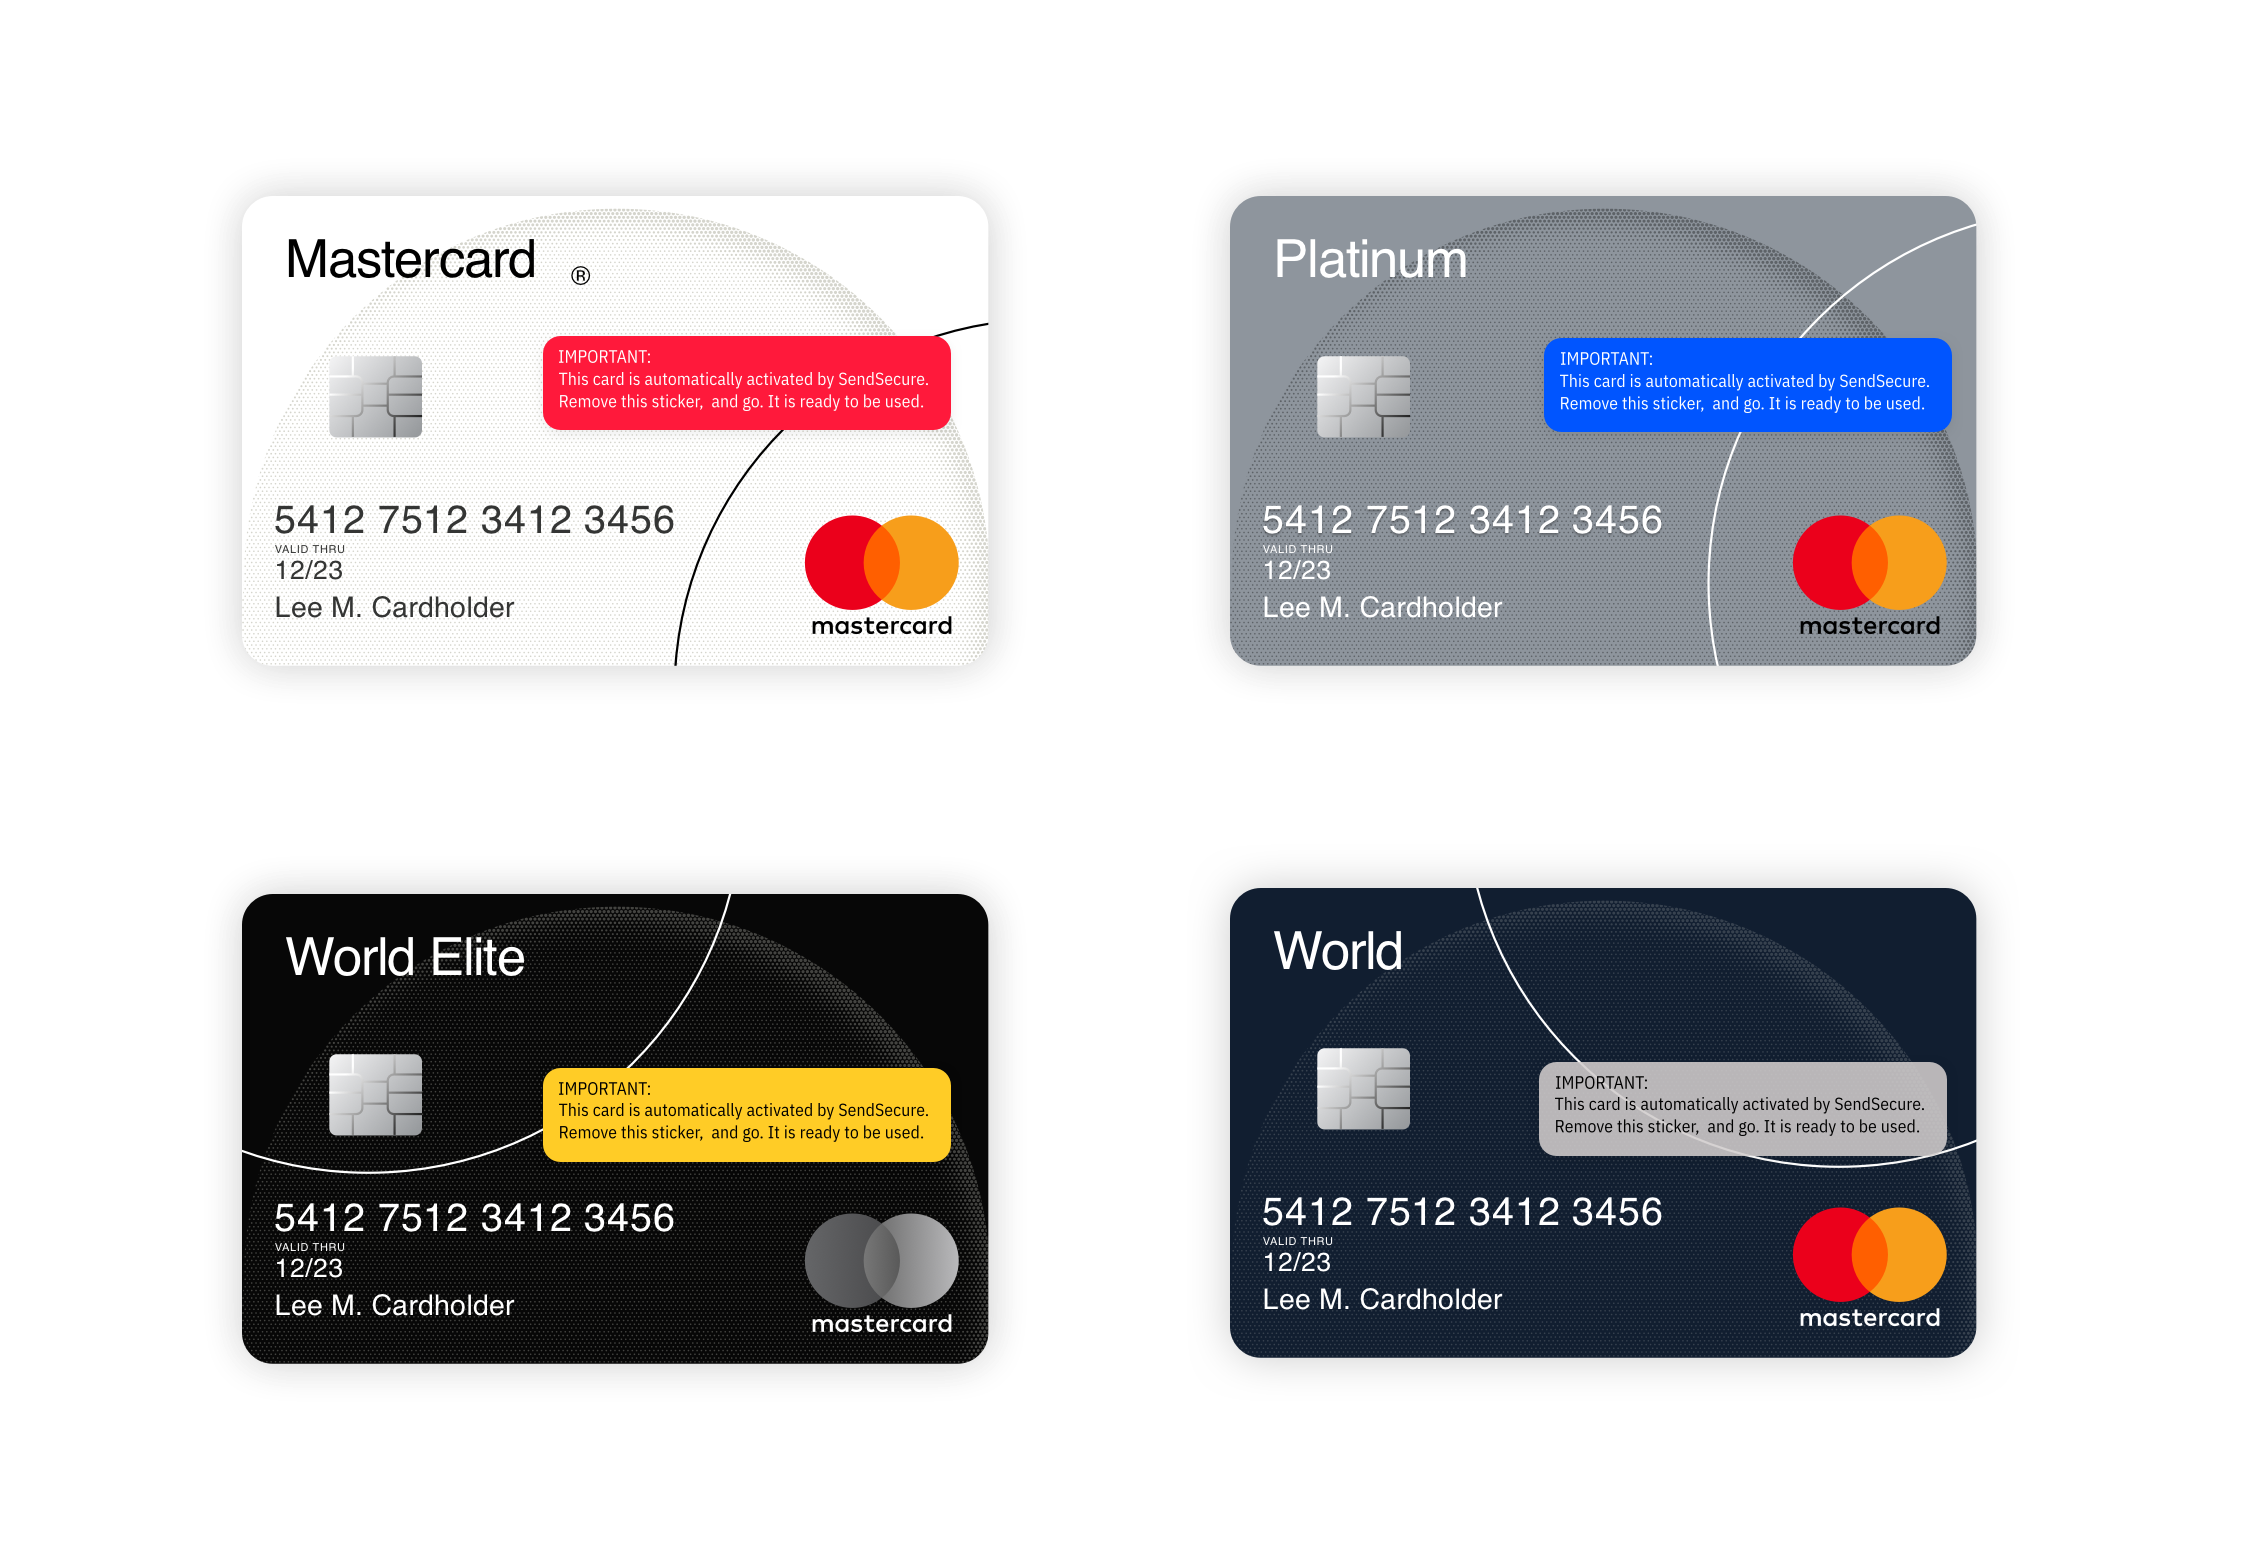 Mastercard ®
IMPORTANT:
This card is automatically activated by SendSecure.
Remove this sticker,  and go. It is ready to be used.
5412 7512 3412 3456
VALID THRU
12/23
Lee M. Cardholder
mastercard
Platinum
IMPORTANT:
This card is automatically activated by SendSecure.
Remove this sticker,  and go. It is ready to be used.
5412 7512 3412 3456
VALID THRU
12/23
Lee M. Cardholder
mastercard
World Elite
IMPORTANT:
This card is automatically activated by SendSecure.
Remove this sticker,  and go. It is ready to be used.
5412 7512 3412 3456
VALID THRU
12/23
Lee M. Cardholder
mastercard
World
IMPORTANT:
This card is automatically activated by SendSecure.
Remove this sticker,  and go. It is ready to be used.
5412 7512 3412 3456
VALID THRU
12/23
Lee M. Cardholder
mastercard